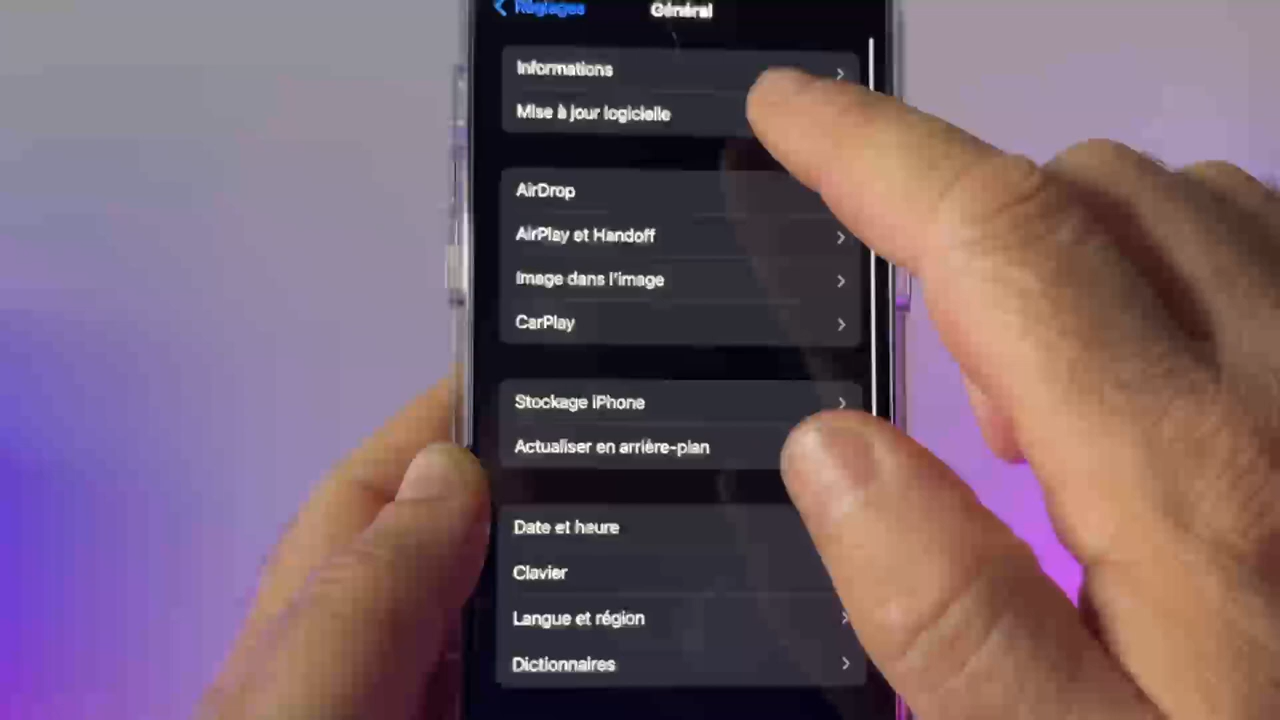 Réglages
Général
Informations
Mise à jour logicielle
AirDrop
AirPlay et Handoff
Image dans l'image
CarPlay
Stockage iPhone
Actualiser en arrière-plan
Date et heure
Clavier
Langue et région
Dictionnaires